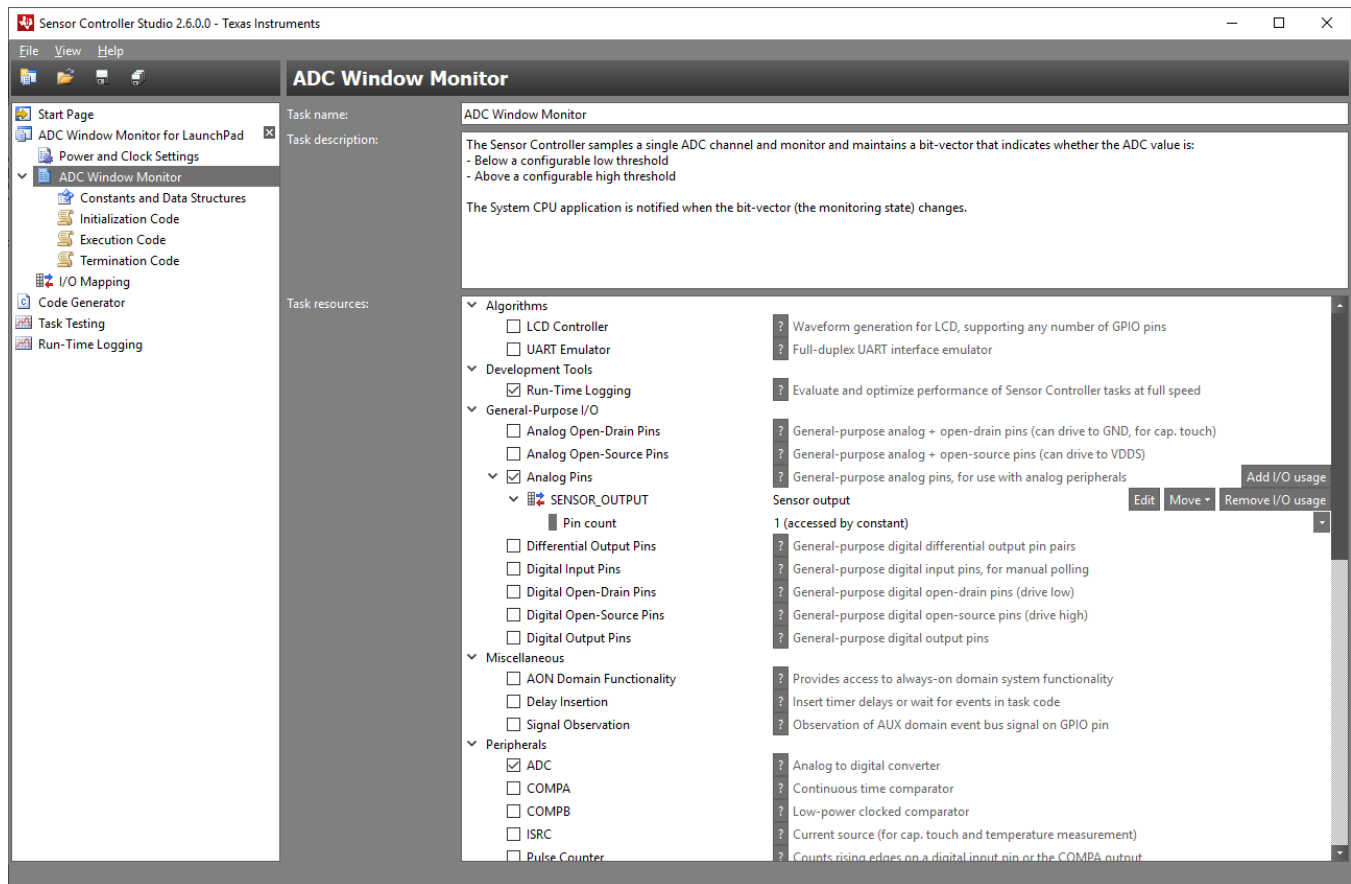 Sensor Controller Studio 2.6.0.0 - Texas Instruments
File View Help
ADC Window Monitor
Start Page
ADC Window Monitor for LaunchPad
Power and Clock Settings
ADC Window Monitor
Constants and Data Structures
Initialization Code
Execution Code
Termination Code
I/O Mapping
Code Generator
Task Testing
Run-Time Logging
Task name:
ADC Window Monitor
Task description:
The Sensor Controller samples a single ADC channel and monitor and maintains a bit-vector that indicates whether the ADC value is:
- Below a configurable low threshold
- Above a configurable high threshold
The System CPU application is notified when the bit-vector (the monitoring state) changes.
Task resources:
Algorithms
LCD Controller ? Waveform generation for LCD, supporting any number of GPIO pins
UART Emulator ? Full-duplex UART interface emulator
Development Tools
Run-Time Logging ? Evaluate and optimize performance of Sensor Controller tasks at full speed
General-Purpose I/O
Analog Open-Drain Pins ? General-purpose analog + open-drain pins (can drive to GND, for cap. touch)
Analog Open-Source Pins ? General-purpose analog + open-source pins (can drive to VDDS)
Analog Pins ? General-purpose analog pins, for use with analog peripherals Add I/O usage
SENSOR_OUTPUT Sensor output Edit Move Remove I/O usage
Pin count 1 (accessed by constant)
Differential Output Pins ? General-purpose digital differential output pin pairs
Digital Input Pins ? General-purpose digital input pins, for manual polling
Digital Open-Drain Pins ? General-purpose digital open-drain pins (drive low)
Digital Open-Source Pins ? General-purpose digital open-source pins (drive high)
Digital Output Pins ? General-purpose digital output pins
Miscellaneous
AON Domain Functionality ? Provides access to always-on domain system functionality
Delay Insertion ? Insert timer delays or wait for events in task code
Signal Observation ? Observation of AUX domain event bus signal on GPIO pin
Peripherals
ADC ? Analog to digital converter
COMPA ? Continuous time comparator
COMPB ? Low-power clocked comparator
ISRC ? Current source (for cap. touch and temperature measurement)
Pulse Counter ? Counts rising edges on a digital input pin or the COMPA output